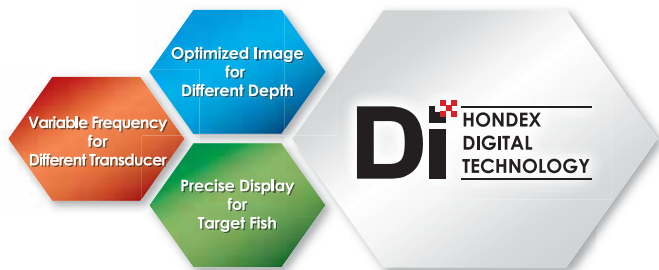 Variable Frequency
for
Different Transducer
Optimized Image
for
Different Depth
Precise Display
for
Target Fish
Di
HONDEX
DIGITAL
TECHNOLOGY